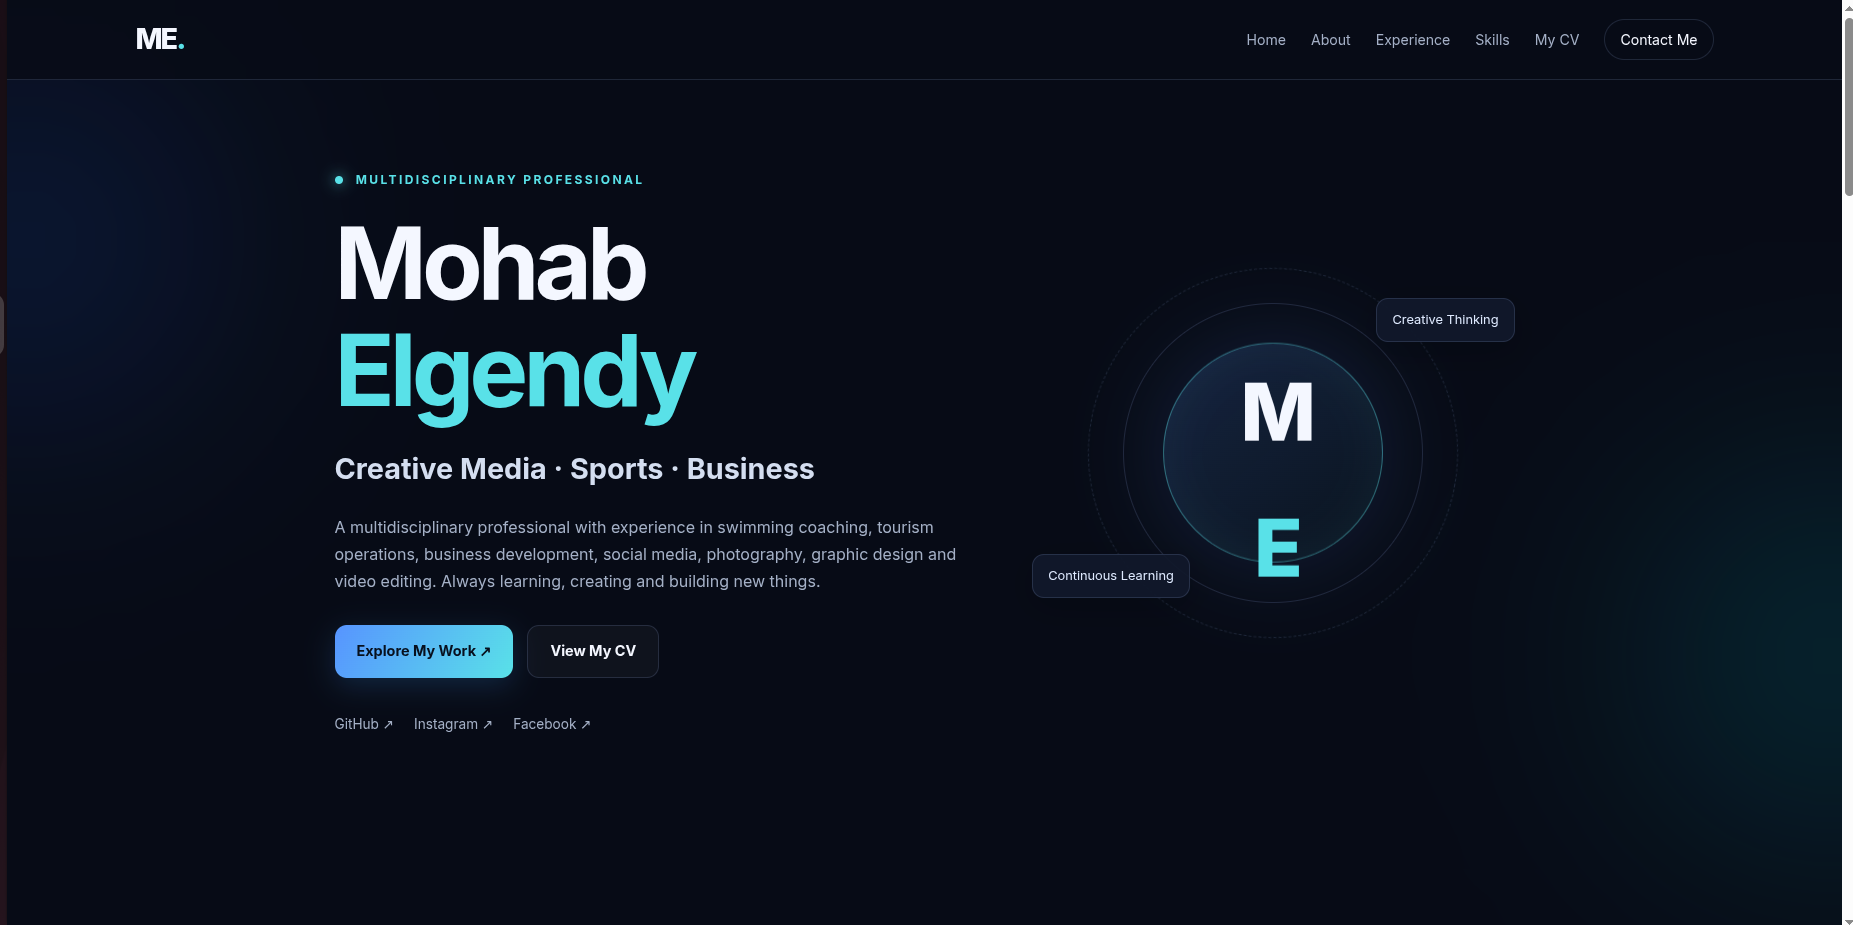 ME.
Home About Experience Skills My CV Contact Me
MULTIDISCIPLINARY PROFESSIONAL
Mohab
Elgendy
Creative Media · Sports · Business
A multidisciplinary professional with experience in swimming coaching, tourism
operations, business development, social media, photography, graphic design and
video editing. Always learning, creating and building new things.
Explore My Work ↗ View My CV
GitHub ↗ Instagram ↗ Facebook ↗
Creative Thinking
M
E
Continuous Learning